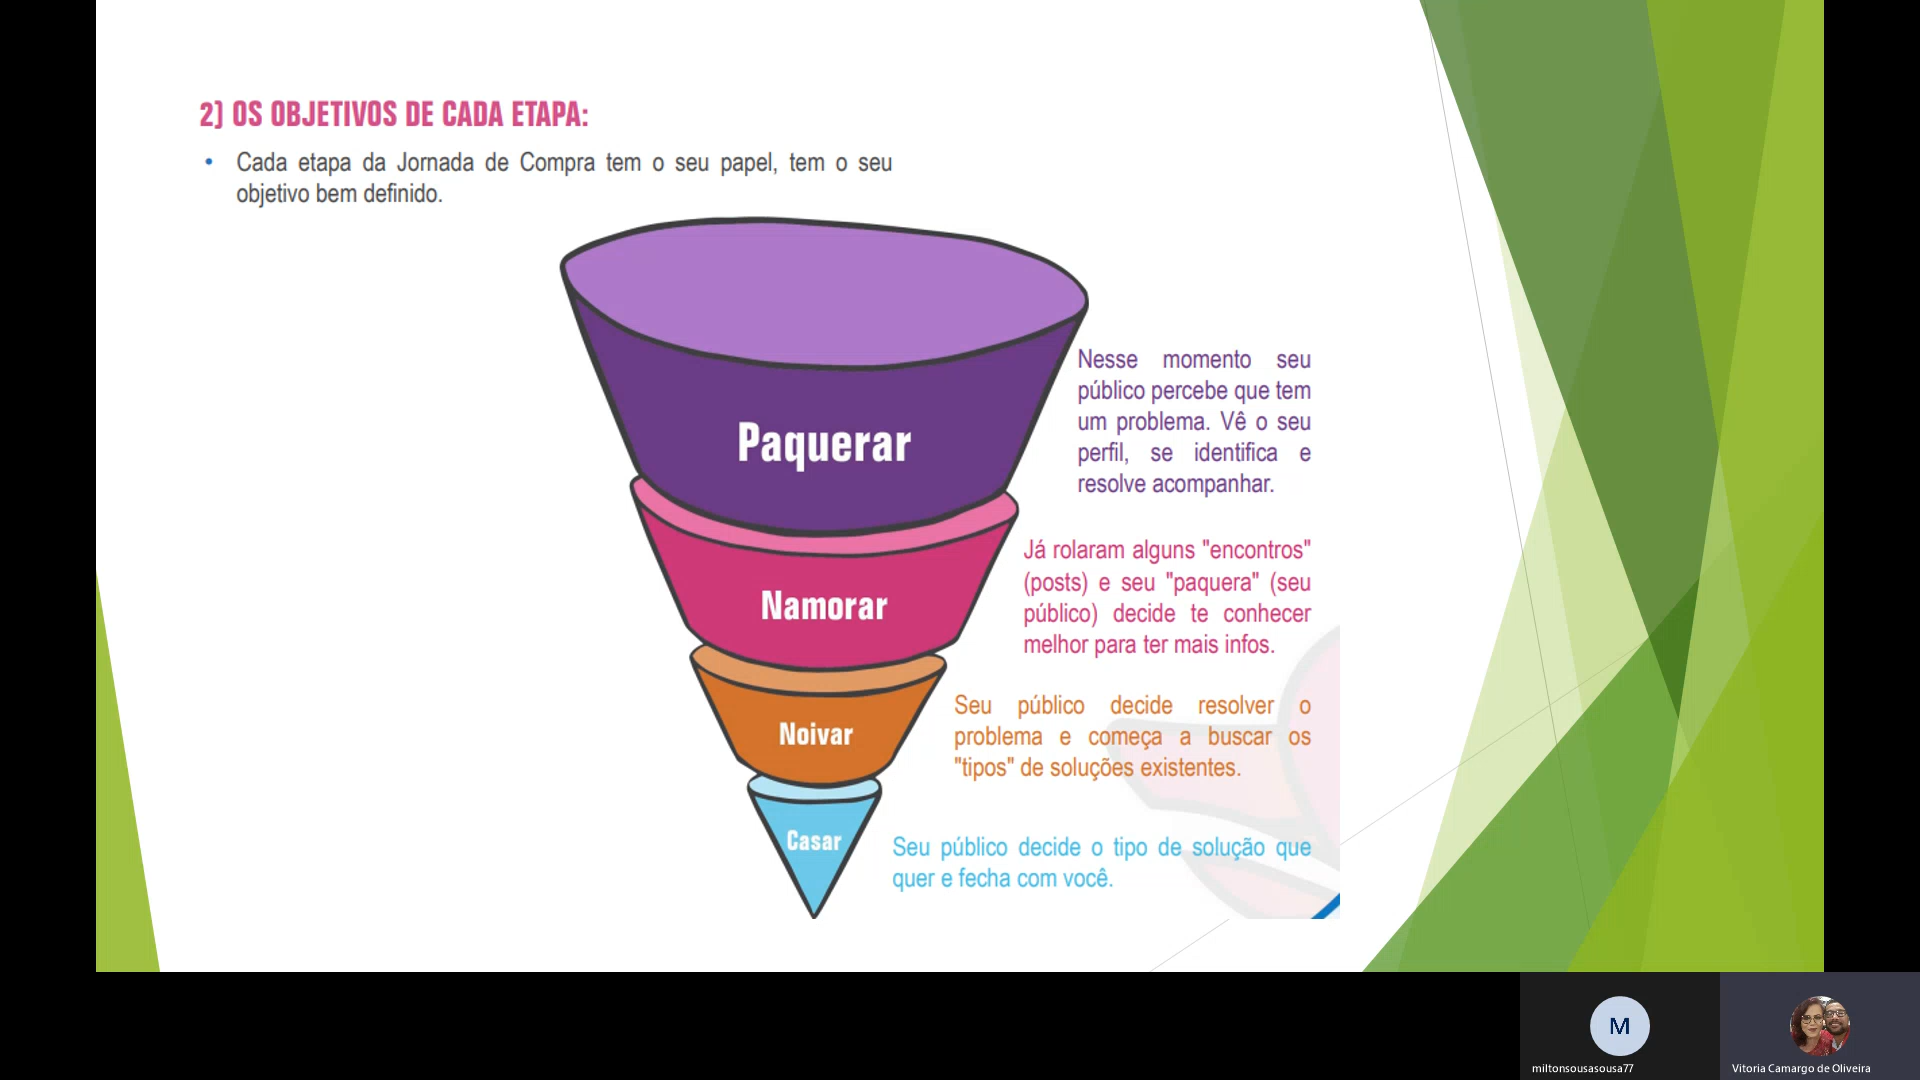 2) OS OBJETIVOS DE CADA ETAPA:
• Cada etapa da Jornada de Compra tem o seu papel, tem o seu
objetivo bem definido.
Paquerar
Nesse momento seu
público percebe que tem
um problema. Vê o seu
perfil, se identifica e
resolve acompanhar.
Namorar
Já rolaram alguns "encontros"
(posts) e seu "paquera" (seu
público) decide te conhecer
melhor para ter mais infos.
Noivar
Seu público decide resolver o
problema e começa a buscar os
"tipos" de soluções existentes.
Casar
Seu público decide o tipo de solução que
quer e fecha com você.
M
miltonsousasousa77
Vitoria Camargo de Oliveira